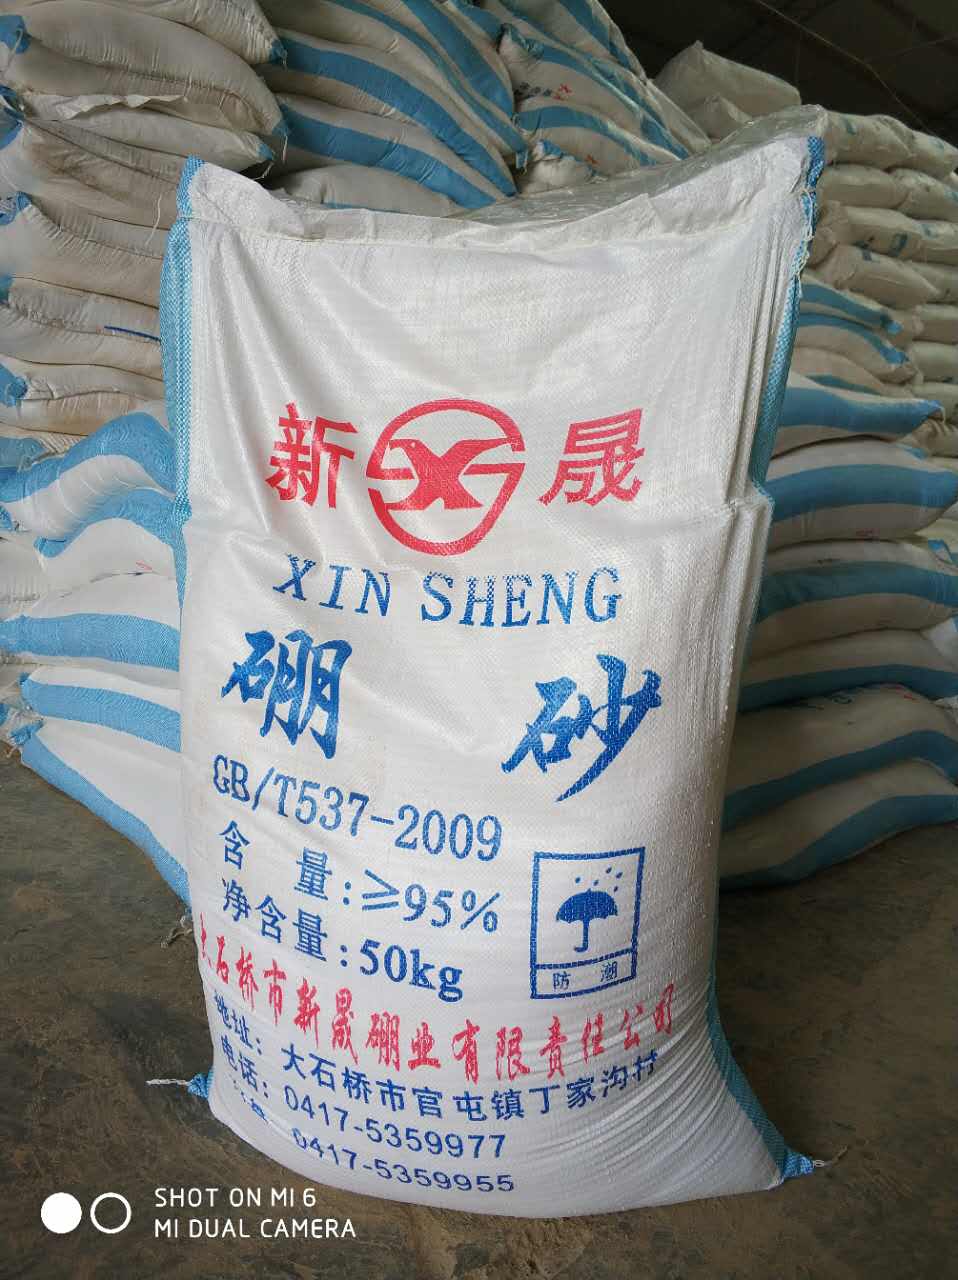 新晟
XIN SHENG
硼砂
GB/T537-2009
含量:≥95%
净含量:50kg
防潮
大石桥市新晟硼业有限责任公司
地址：大石桥市官屯镇丁家沟村
电话：0417-5359977
0417-5359955
SHOT ON MI 6
MI DUAL CAMERA